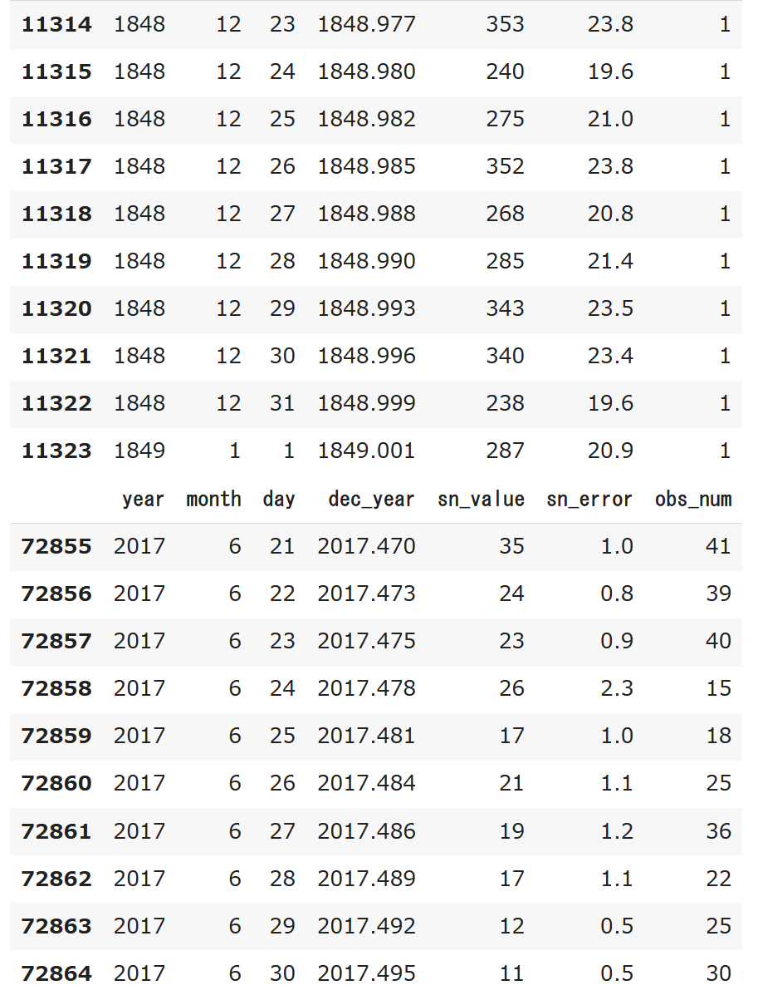 11314 1848 12 23 1848.977 353 23.8 1
11315 1848 12 24 1848.980 240 19.6 1
11316 1848 12 25 1848.982 275 21.0 1
11317 1848 12 26 1848.985 352 23.8 1
11318 1848 12 27 1848.988 268 20.8 1
11319 1848 12 28 1848.990 285 21.4 1
11320 1848 12 29 1848.993 343 23.5 1
11321 1848 12 30 1848.996 340 23.4 1
11322 1848 12 31 1848.999 238 19.6 1
11323 1849 1 1 1849.001 287 20.9 1
year month day dec_year sn_value sn_error obs_num
72855 2017 6 21 2017.470 35 1.0 41
72856 2017 6 22 2017.473 24 0.8 39
72857 2017 6 23 2017.475 23 0.9 40
72858 2017 6 24 2017.478 26 2.3 15
72859 2017 6 25 2017.481 17 1.0 18
72860 2017 6 26 2017.484 21 1.1 25
72861 2017 6 27 2017.486 19 1.2 36
72862 2017 6 28 2017.489 17 1.1 22
72863 2017 6 29 2017.492 12 0.5 25
72864 2017 6 30 2017.495 11 0.5 30